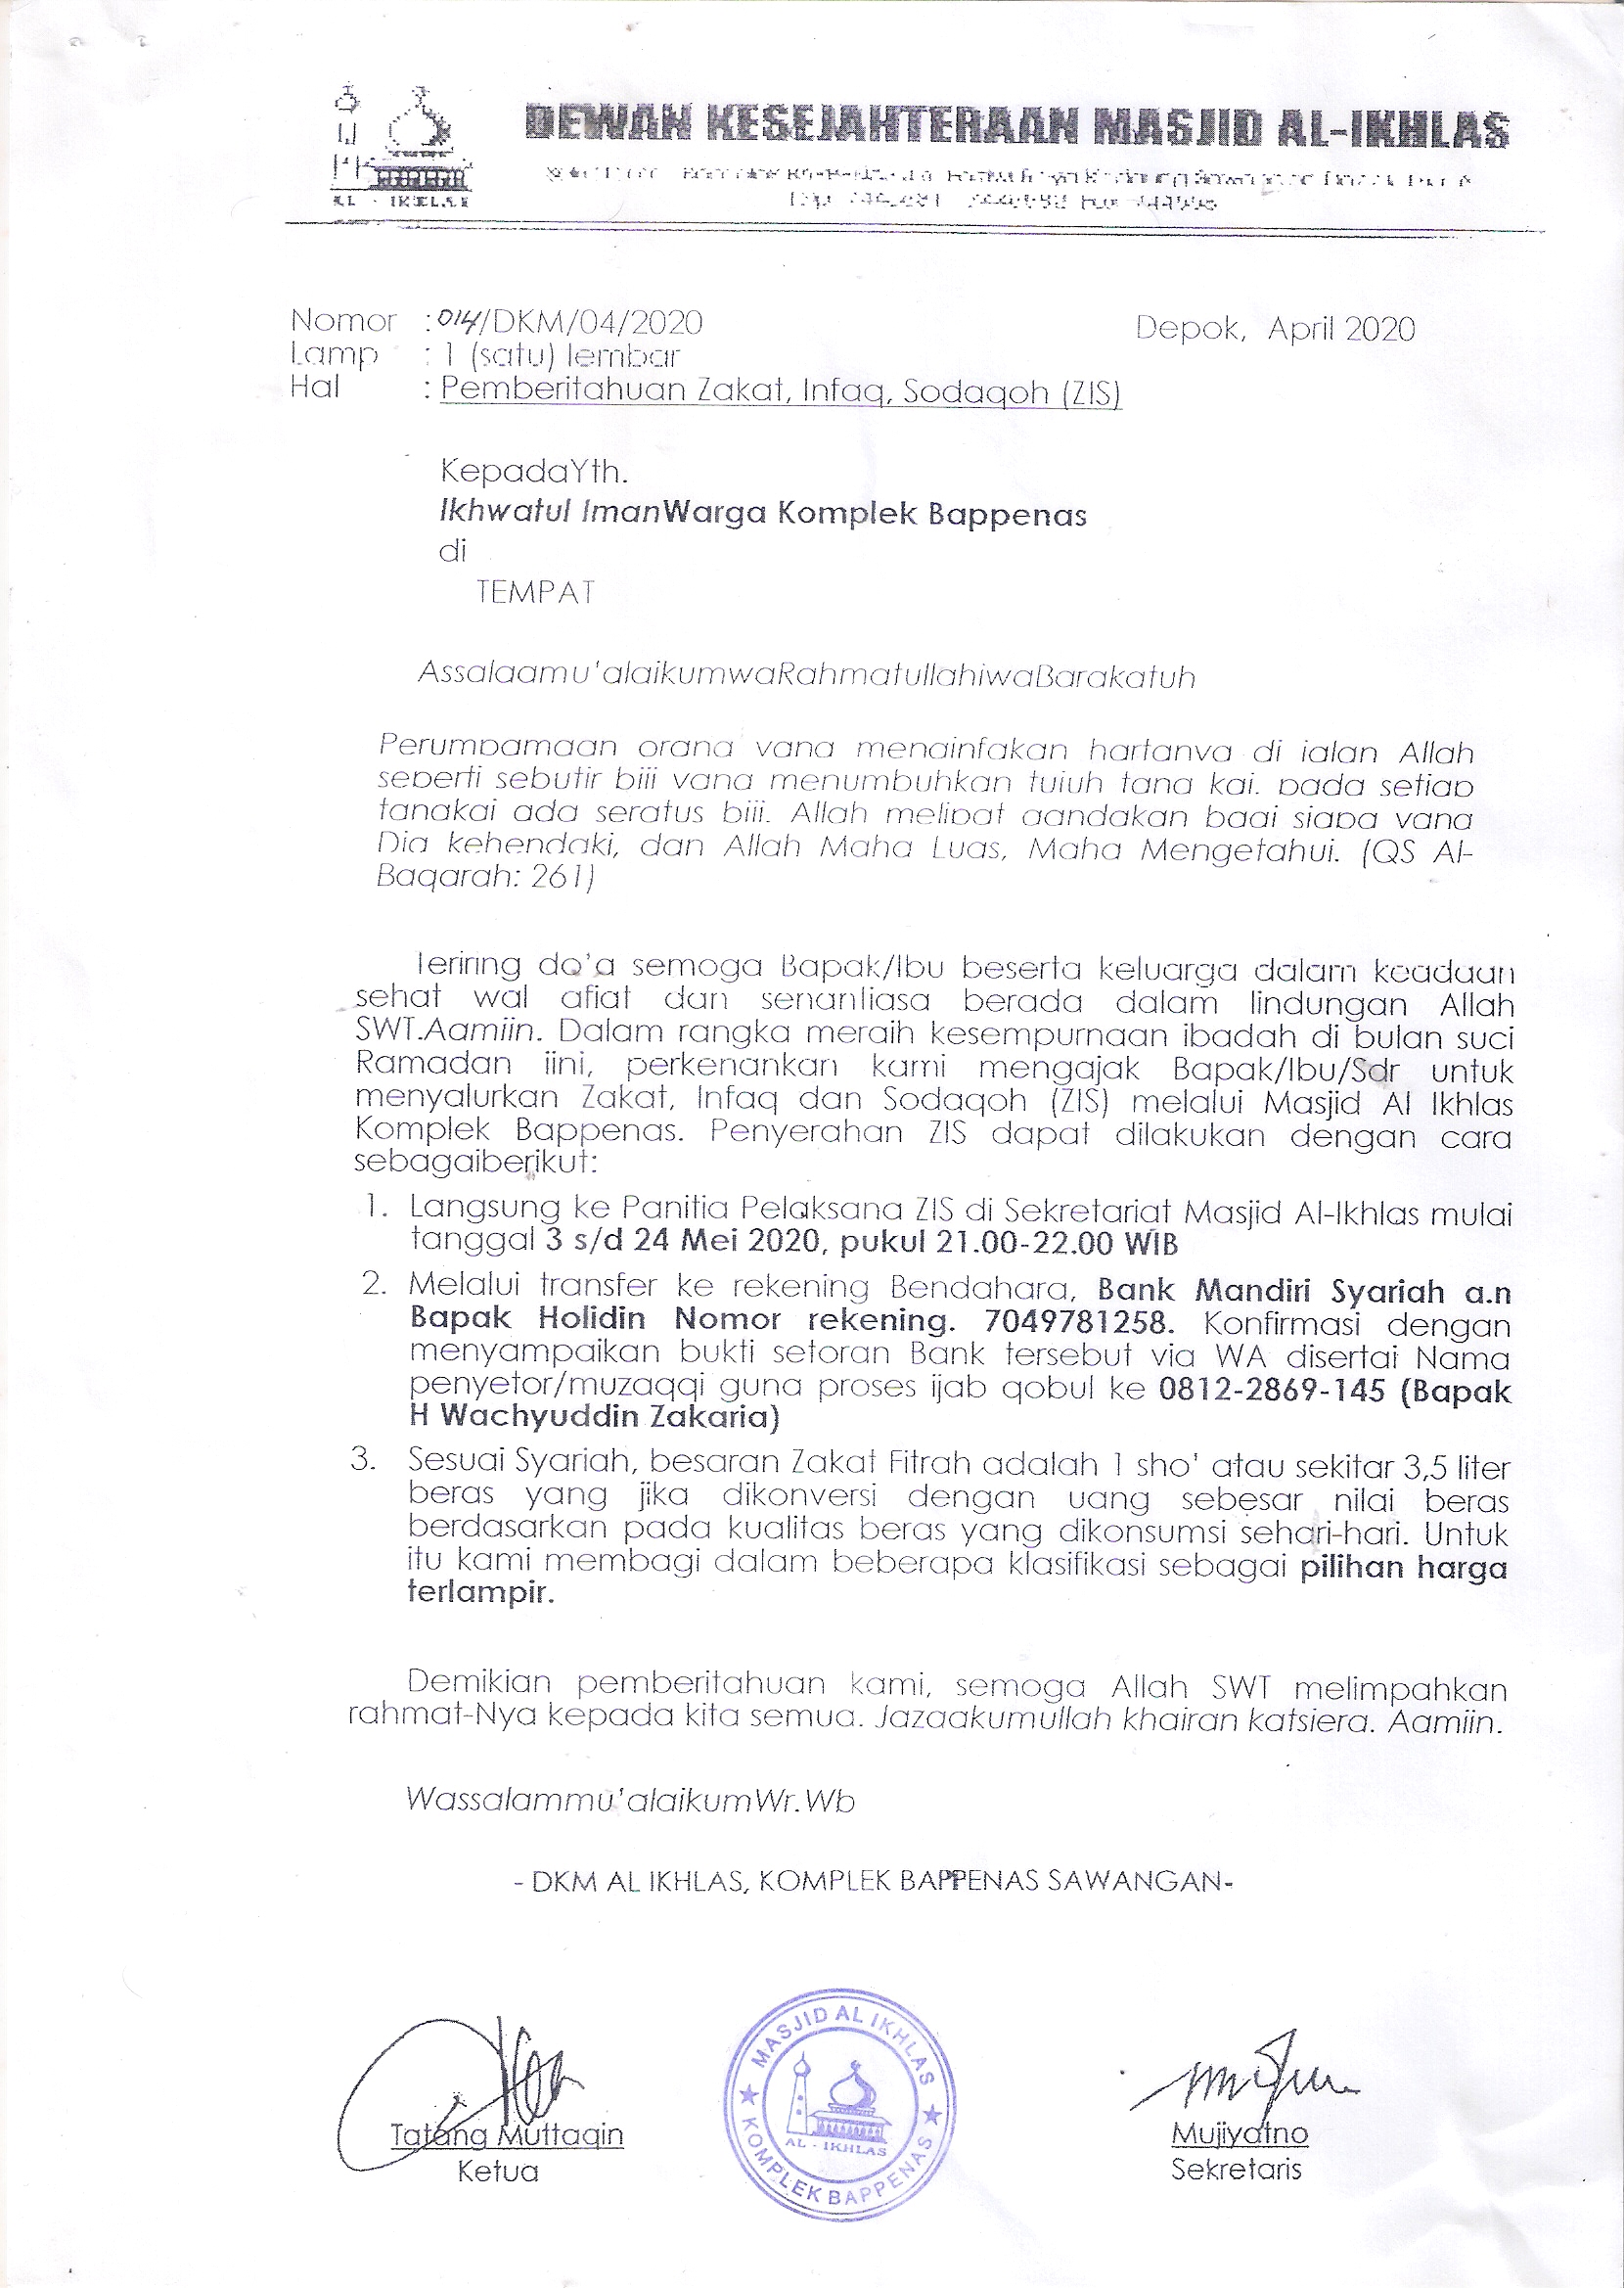 DEWAN KESEJAHTERAAN MASJID AL-IKHLAS
AL - IKHLAS
Nomor : 014/DKM/04/2020
Depok, April 2020
Lamp : 1 (satu) lembar
Hal : Pemberitahuan Zakat, Infaq, Sodaqoh (ZIS)
KepadaYth.
Ikhwatul ImanWarga Komplek Bappenas
di
TEMPAT
Assalaamu'alaikumwaRahmatullahiwaBarakatuh
Perumpamaan orang yang menginfakan hartanya di jalan Allah
seperti sebutir biji yang menumbuhkan tujuh tang kai, pada setiap
tangkai ada seratus biji. Allah melipat gandakan bagi siapa yang
Dia kehendaki, dan Allah Maha Luas, Maha Mengetahui. (QS Al-
Baqarah: 261)
Teriring do'a semoga Bapak/Ibu beserta keluarga dalam keadaan
sehat wal afiat dan senantiasa berada dalam lindungan Allah
SWT.Aamiin. Dalam rangka meraih kesempurnaan ibadah di bulan suci
Ramadan iini, perkenankan kami mengajak Bapak/Ibu/Sdr untuk
menyalurkan Zakat, Infaq dan Sodaqoh (ZIS) melalui Masjid Al Ikhlas
Komplek Bappenas. Penyerahan ZIS dapat dilakukan dengan cara
sebagaiberikut:
1. Langsung ke Panitia Pelaksana ZIS di Sekretariat Masjid Al-Ikhlas mulai
tanggal 3 s/d 24 Mei 2020, pukul 21.00-22.00 WIB
2. Melalui transfer ke rekening Bendahara, Bank Mandiri Syariah a.n
Bapak Holidin Nomor rekening. 7049781258. Konfirmasi dengan
menyampaikan bukti setoran Bank tersebut via WA disertai Nama
penyetor/muzaqqi guna proses ijab qobul ke 0812-2869-145 (Bapak
H Wachyuddin Zakaria)
3. Sesuai Syariah, besaran Zakat Fitrah adalah 1 sho' atau sekitar 3,5 liter
beras yang jika dikonversi dengan uang sebesar nilai beras
berdasarkan pada kualitas beras yang dikonsumsi sehari-hari. Untuk
itu kami membagi dalam beberapa klasifikasi sebagai pilihan harga
terlampir.
Demikian pemberitahuan kami, semoga Allah SWT melimpahkan
rahmat-Nya kepada kita semua. Jazaakumullah khairan katsiera. Aamiin.
Wassalammu'alaikumWr.Wb
- DKM AL IKHLAS, KOMPLEK BAPPENAS SAWANGAN-
MASJID AL IKHLAS
AL - IKHLAS
KOMPLEK BAPPENAS
Tatang Muttaqin
Ketua
Mujiyatno
Sekretaris